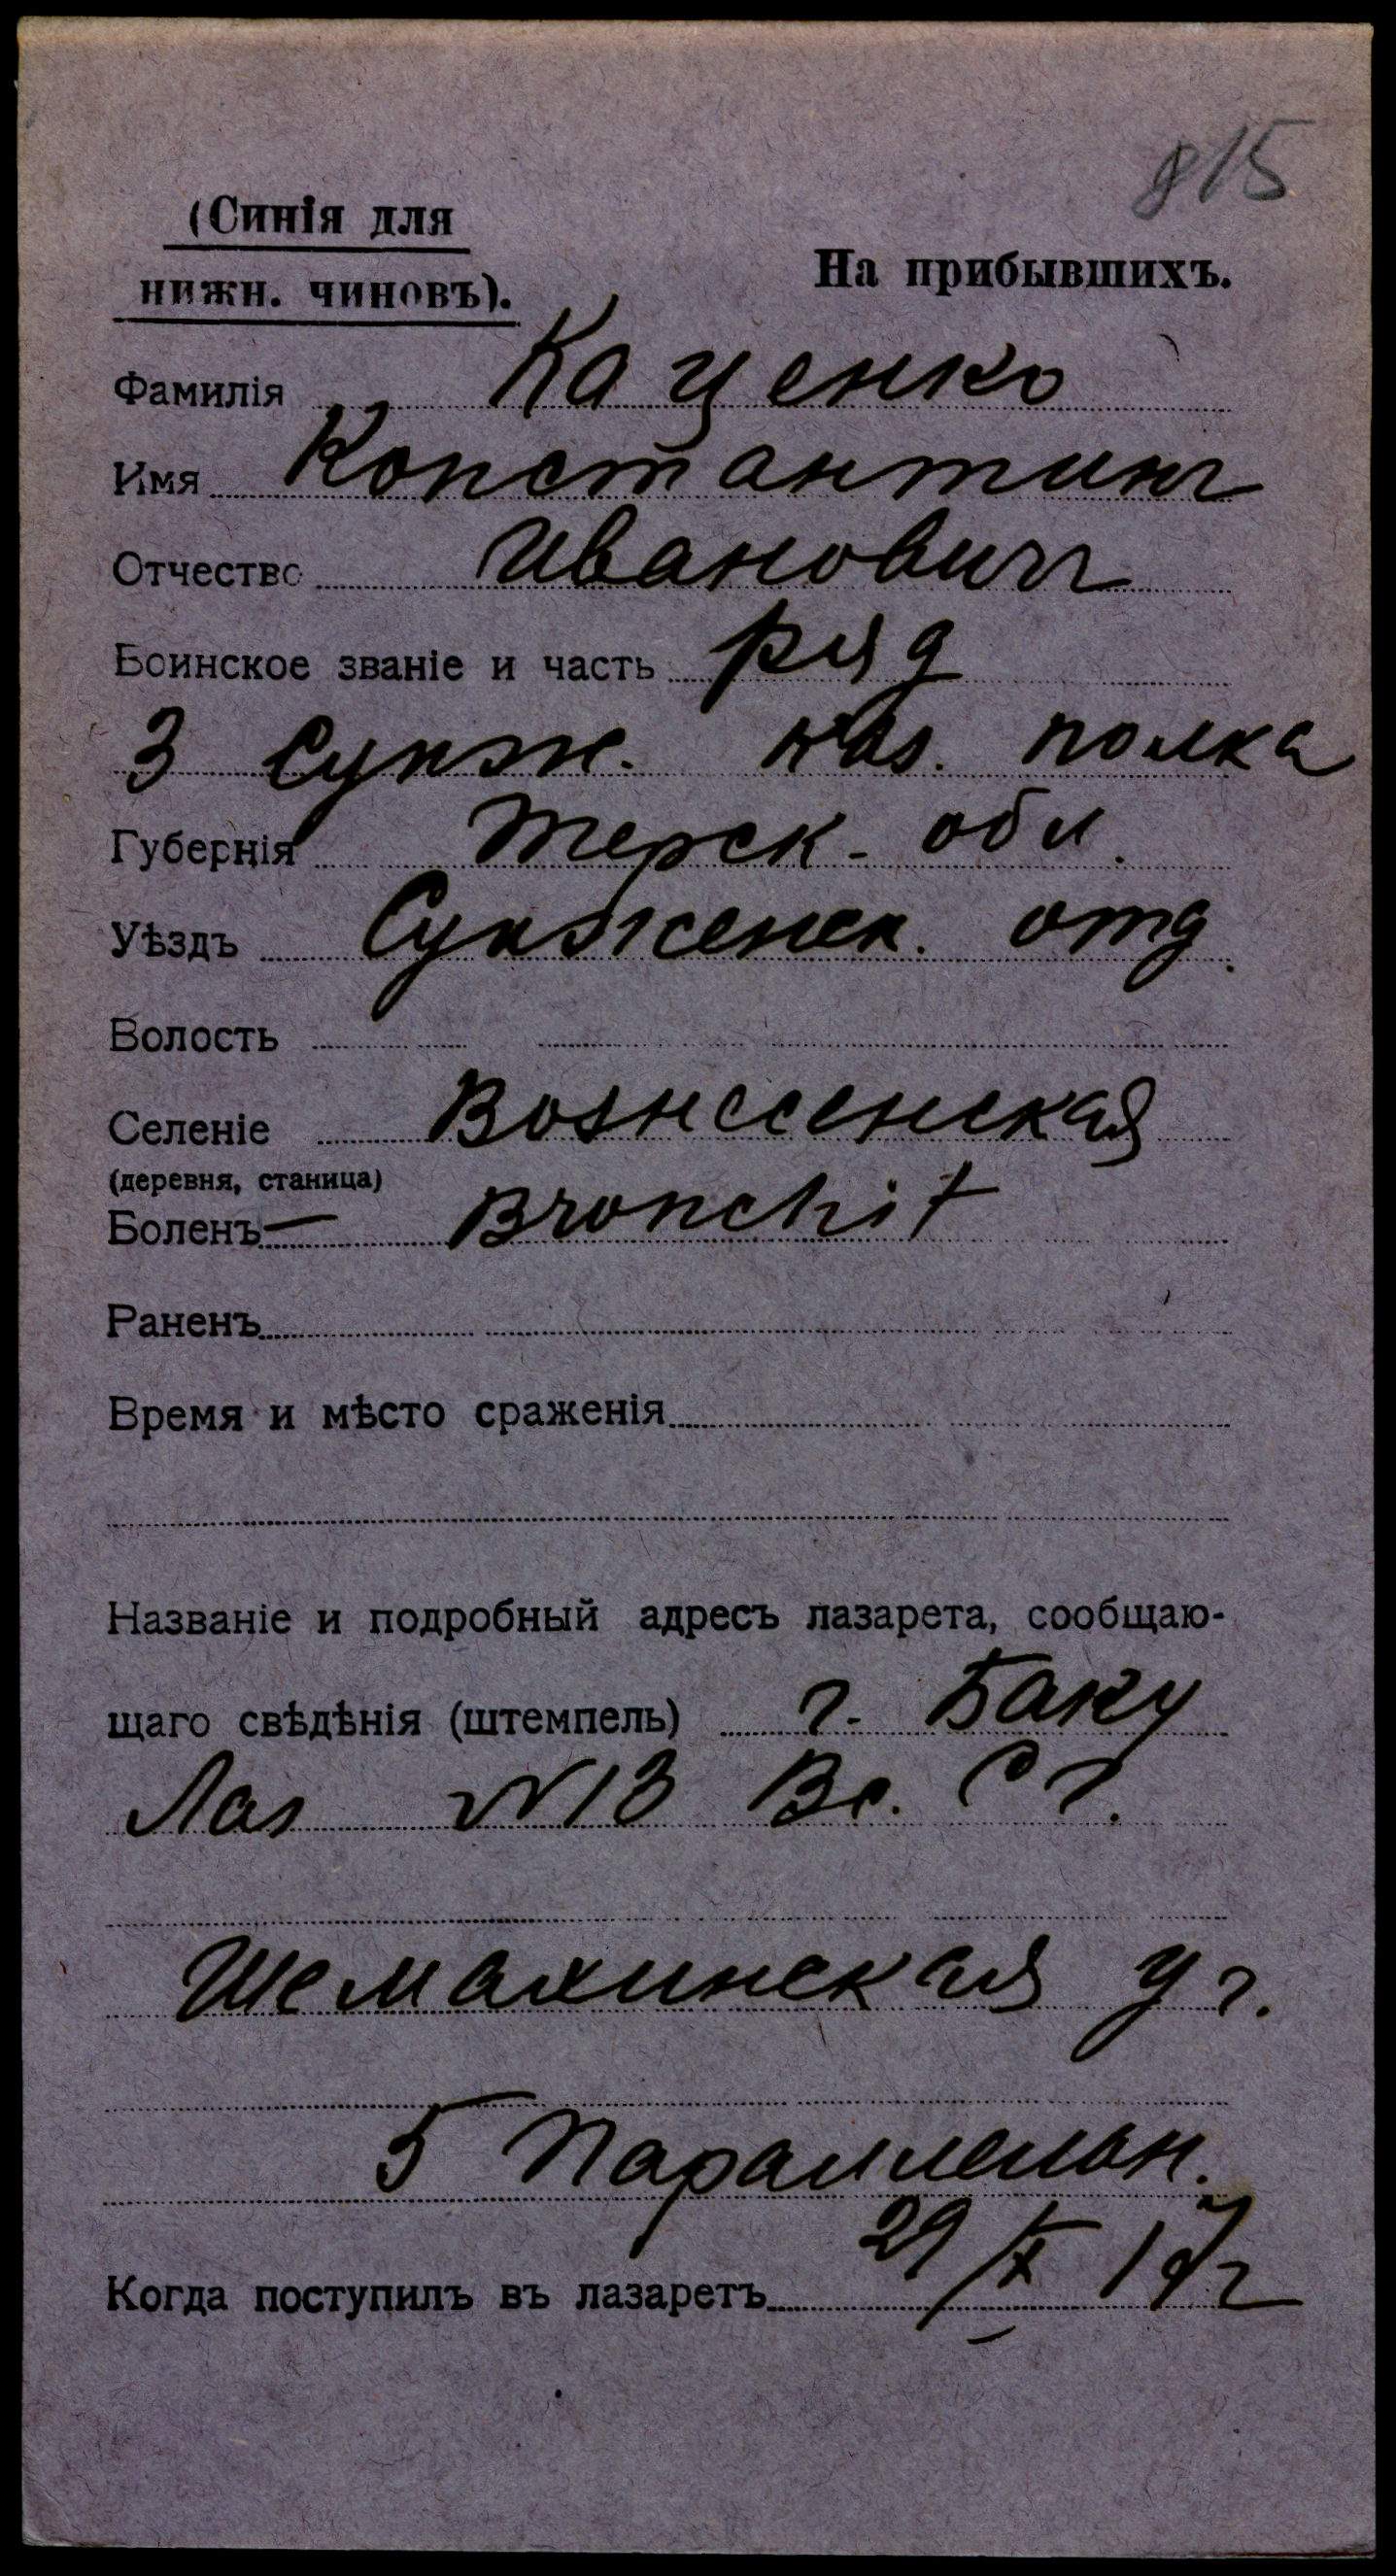 815
(Синія для
нижн. чиновъ).
На прибывшихъ.
Фамилія Каценко
Имя Константинъ
Отчество Ивановичъ
Воинское званіе и часть ряд
3 Сунж. каз. полка
Губернія Терск. обл.
Уѣздъ Сунженск. отд.
Волость
Селеніе Вознесенская
(деревня, станица)
Боленъ — Bronchit
Раненъ
Время и мѣсто сраженія
Названіе и подробный адресъ лазарета, сообщаю-
щаго свѣдѣнія (штемпель) г. Баку
Лаз №13 Вс. С Г.
Шемахинская уг.
5 Параллельн.
Когда поступилъ въ лазаретъ 29/X